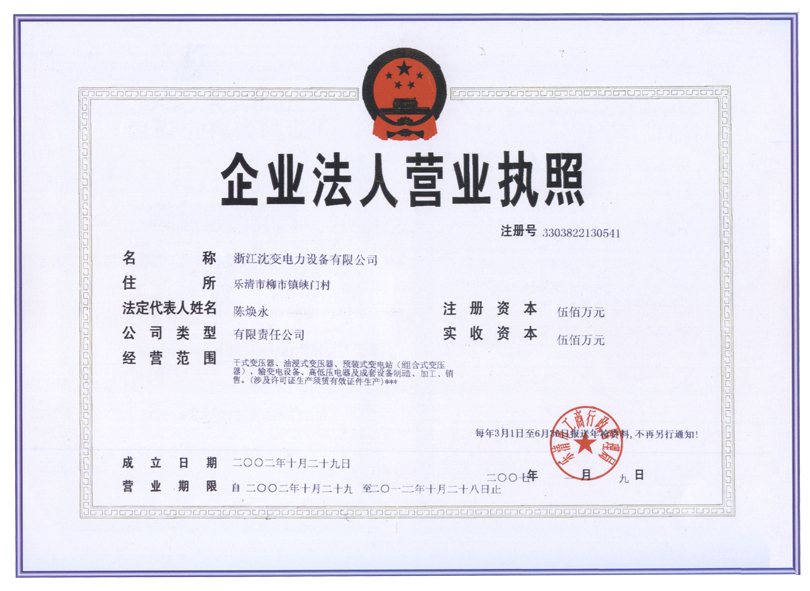 企业法人营业执照
注册号 3303822130541
名 称 浙江沈变电力设备有限公司
住 所 乐清市柳市镇峡门村
法定代表人姓名 陈焕永 注 册 资 本 伍佰万元
公 司 类 型 有限责任公司 实 收 资 本 伍佰万元
经 营 范 围 干式变压器、油浸式变压器、预装式变电站（组合式变压
器）、输变电设备、高低压电器及成套设备制造、加工、销
售。(涉及许可证生产须凭有效证件生产)***
每年3月1日至6月30日报送年检资料,不再另行通知!
成 立 日 期 二〇〇二年十月二十九日
二〇〇七年 月 九 日
营 业 期 限 自 二〇〇二年十月二十九 至二〇一二年十月二十八日止